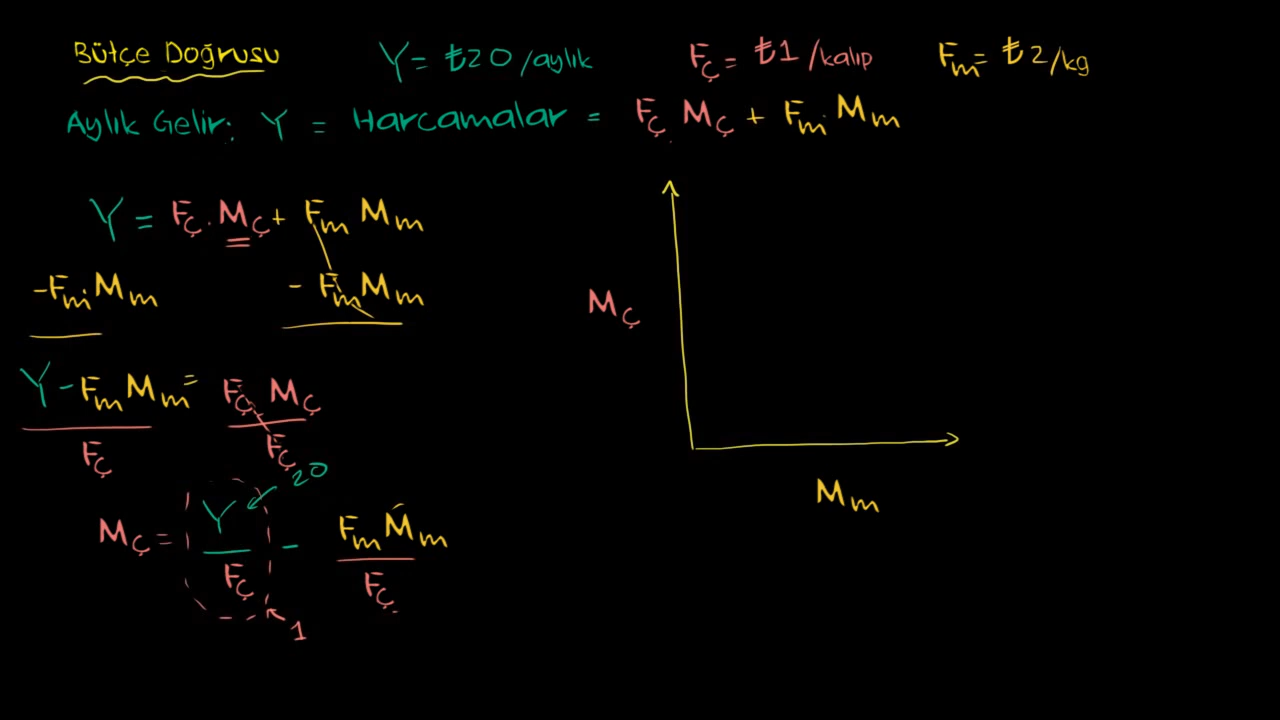 Bütçe Doğrusu Y = ₺20/aylık F_Ç = ₺1/kalıp F_m = ₺2/kg
Aylık Gelir: Y = Harcamalar = F_Ç M_Ç + F_m · M_m
Y = F_Ç · M_Ç + F_m M_m
-F_m · M_m - F_m M_m
Y - F_m M_m = F_Ç M_Ç
F_Ç F_Ç
20
M_Ç = Y - F_m M_m
F_Ç F_Ç
1
M_Ç
M_m